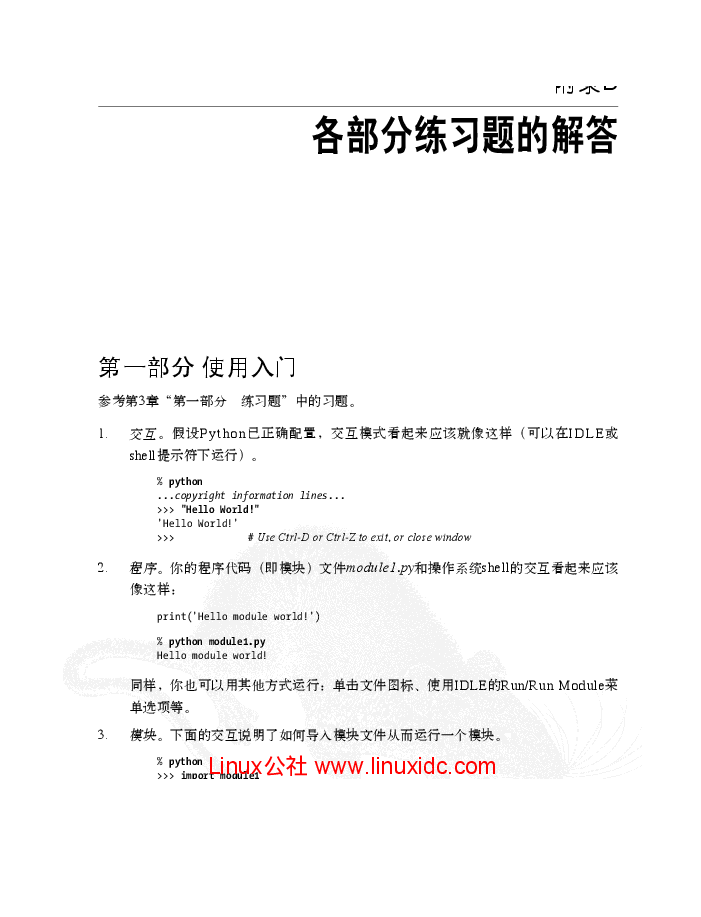 各部分练习题的解答
第一部分 使用入门
参考第3章“第一部分　练习题”中的习题。
1. 交互。假设Python已正确配置，交互模式看起来应该就像这样（可以在IDLE或
shell提示符下运行）。
% python
...copyright information lines...
>>> "Hello World!"
'Hello World!'
>>> # Use Ctrl-D or Ctrl-Z to exit, or close window
2. 程序。你的程序代码（即模块）文件module1.py和操作系统shell的交互看起来应该
像这样：
print('Hello module world!')
% python module1.py
Hello module world!
同样，你也可以用其他方式运行：单击文件图标、使用IDLE的Run/Run Module菜
单选项等。
3. 模块。下面的交互说明了如何导入模块文件从而运行一个模块。
% python
>>> import module1
Linux公社 www.linuxidc.com